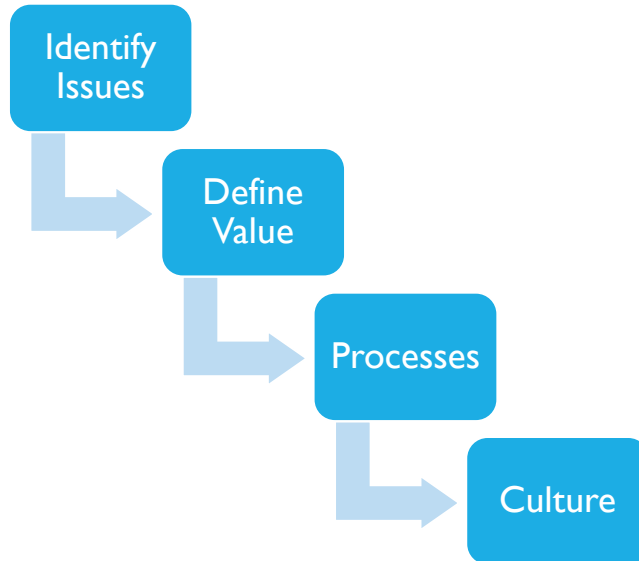 Identify
Issues
Define
Value
Processes
Culture